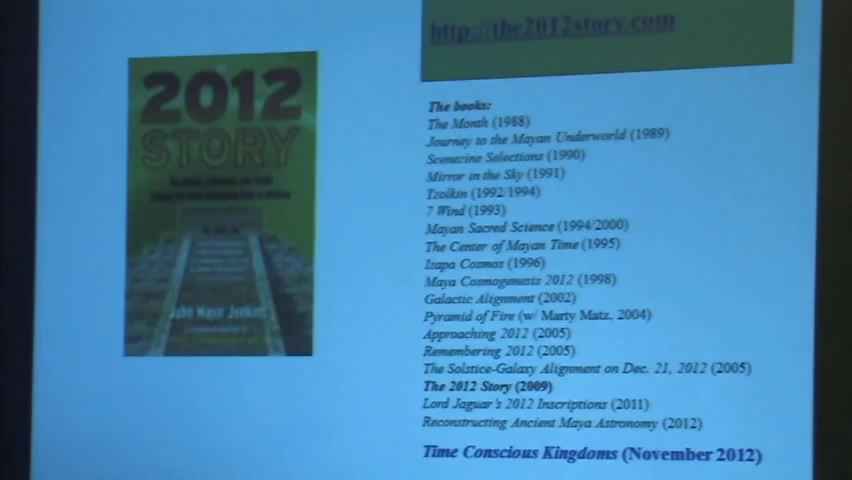 2012
STORY
John Major Jenkins
http://the2012story.com
The books:
The Month (1988)
Journey to the Mayan Underworld (1989)
Scenezine Selections (1990)
Mirror in the Sky (1991)
Tzolkin (1992/1994)
7 Wind (1993)
Mayan Sacred Science (1994/2000)
The Center of Mayan Time (1995)
Izapa Cosmos (1996)
Maya Cosmogenesis 2012 (1998)
Galactic Alignment (2002)
Pyramid of Fire (w/ Marty Matz, 2004)
Approaching 2012 (2005)
Remembering 2012 (2005)
The Solstice-Galaxy Alignment on Dec. 21, 2012 (2005)
The 2012 Story (2009)
Lord Jaguar's 2012 Inscriptions (2011)
Reconstructing Ancient Maya Astronomy (2012)
Time Conscious Kingdoms (November 2012)